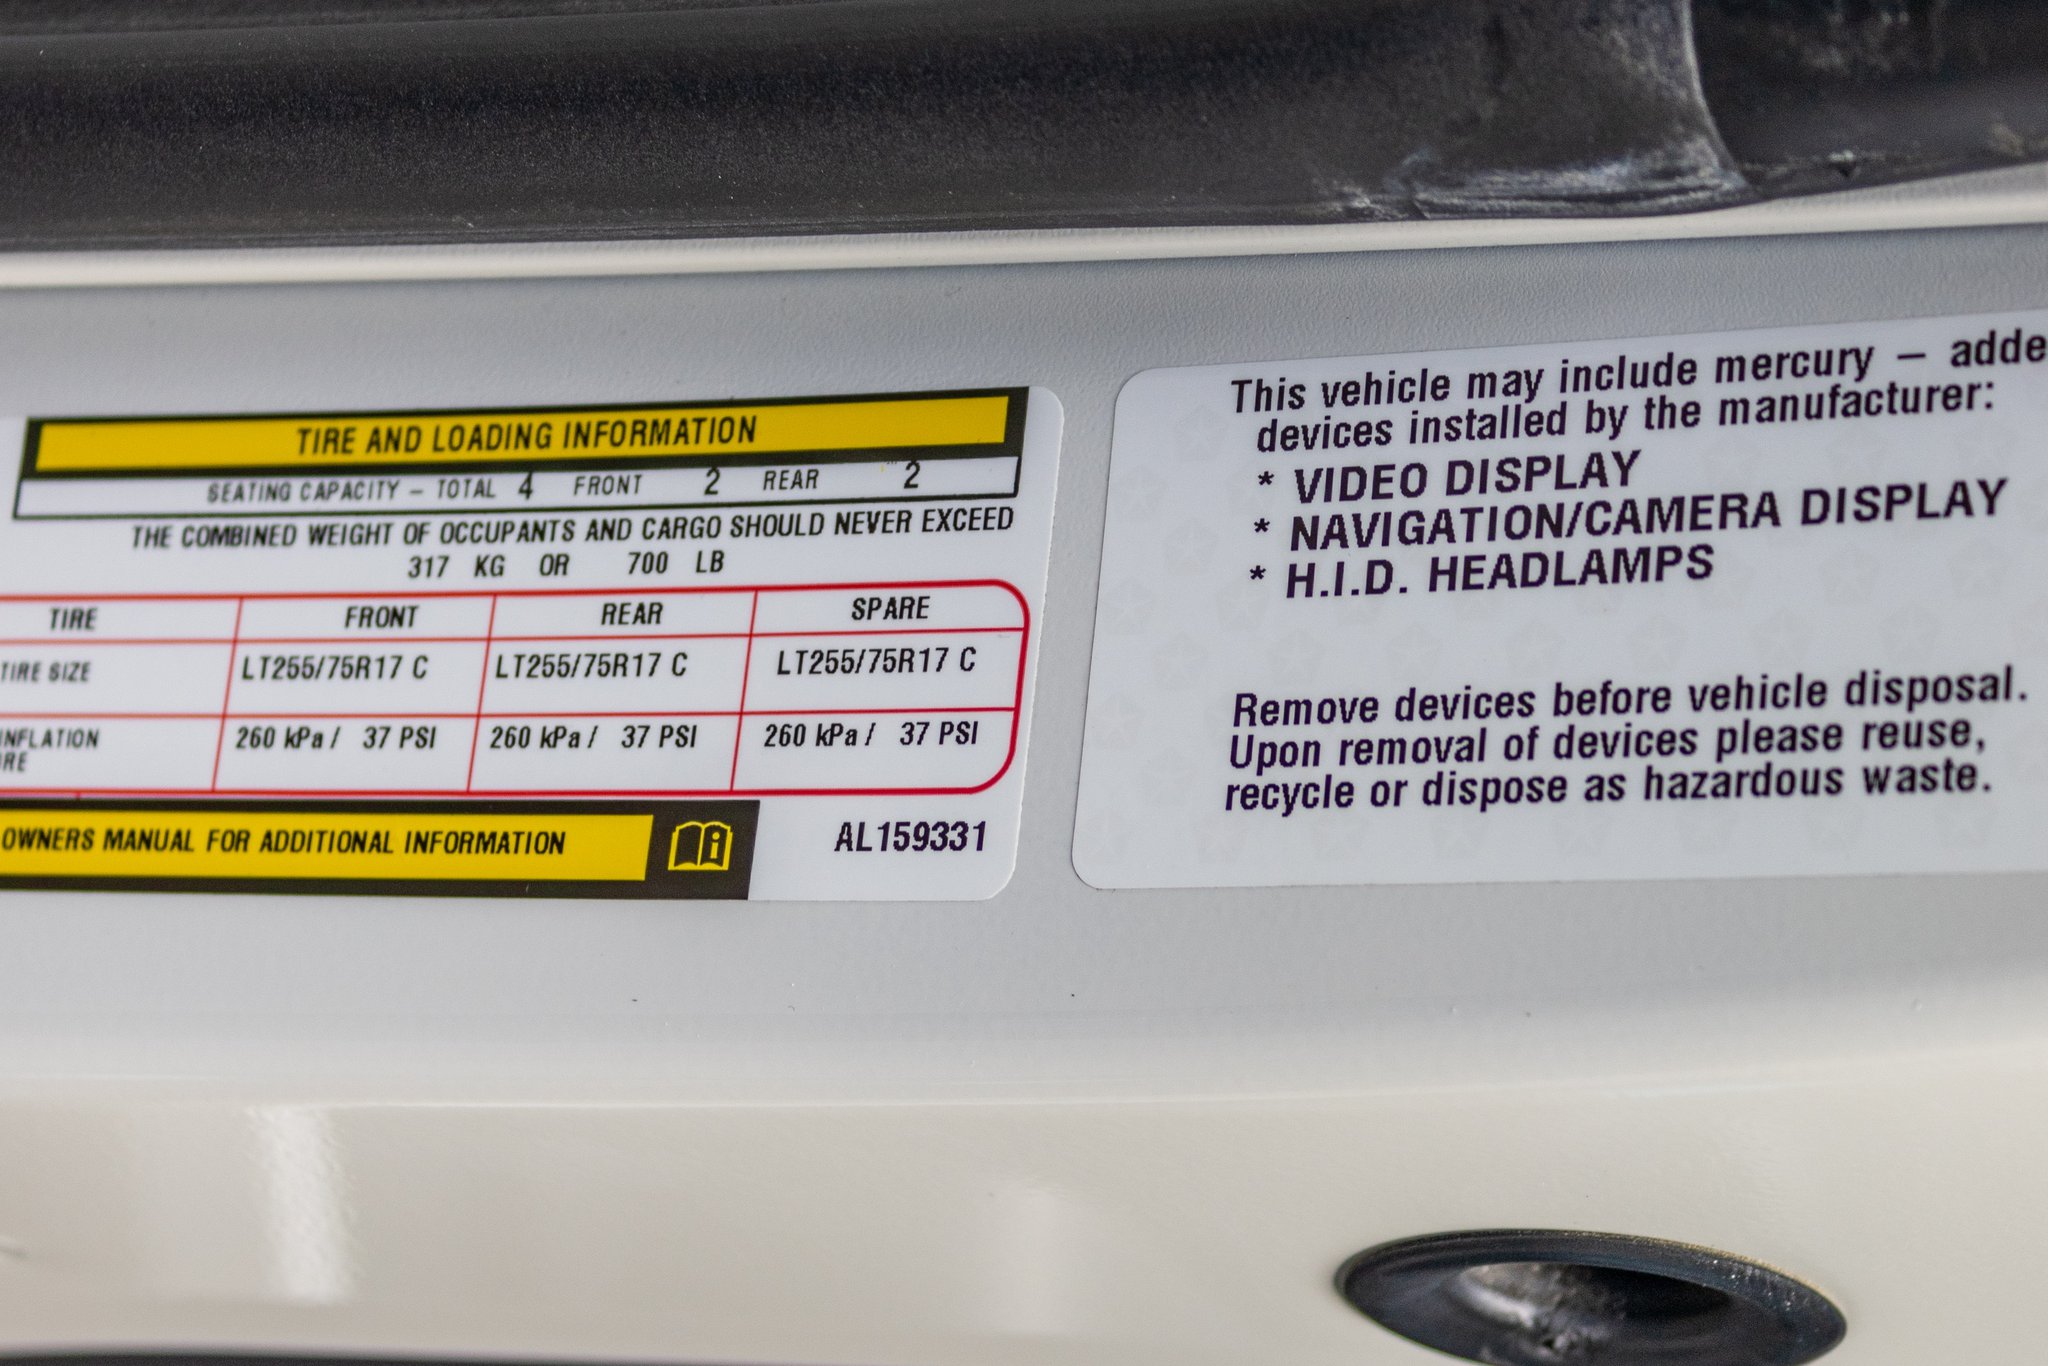 TIRE AND LOADING INFORMATION
SEATING CAPACITY – TOTAL 4 FRONT 2 REAR 2
THE COMBINED WEIGHT OF OCCUPANTS AND CARGO SHOULD NEVER EXCEED
317 KG OR 700 LB
TIRE FRONT REAR SPARE
TIRE SIZE LT255/75R17 C LT255/75R17 C LT255/75R17 C
NFLATION 260 kPa / 37 PSI 260 kPa / 37 PSI 260 kPa / 37 PSI
RE
OWNERS MANUAL FOR ADDITIONAL INFORMATION
AL159331
This vehicle may include mercury – adde
devices installed by the manufacturer:
* VIDEO DISPLAY
* NAVIGATION/CAMERA DISPLAY
* H.I.D. HEADLAMPS
Remove devices before vehicle disposal.
Upon removal of devices please reuse,
recycle or dispose as hazardous waste.